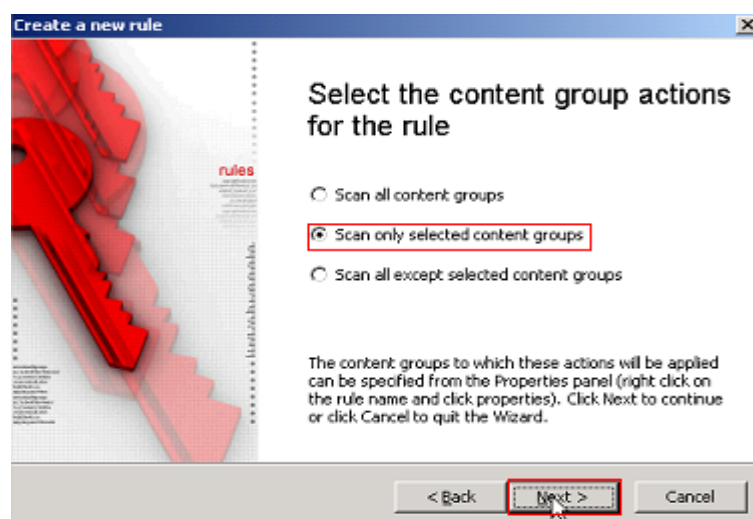 Create a new rule
Select the content group actions
for the rule
rules
Scan all content groups
Scan only selected content groups
Scan all except selected content groups
The content groups to which these actions will be applied
can be specified from the Properties panel (right click on
the rule name and click properties). Click Next to continue
or click Cancel to quit the Wizard.
< Back
Next >
Cancel